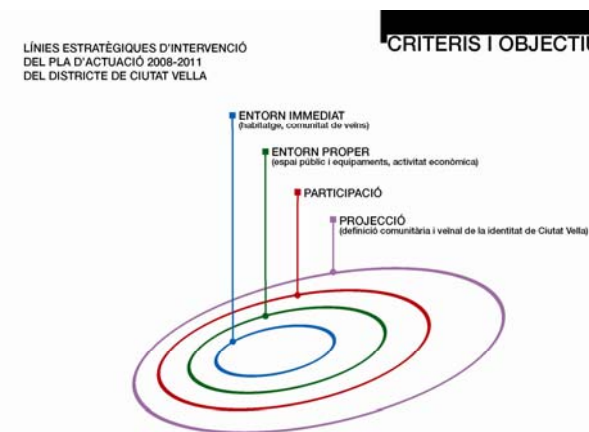 LÍNIES ESTRATÈGIQUES D'INTERVENCIÓ
DEL PLA D'ACTUACIÓ 2008-2011
DEL DISTRICTE DE CIUTAT VELLA
CRITERIS I OBJECTIU
ENTORN IMMEDIAT
(habitatge, comunitat de veïns)
ENTORN PROPER
(espai públic i equipaments, activitat econòmica)
PARTICIPACIÓ
PROJECCIÓ
(definició comunitària i veïnal de la identitat de Ciutat Vella)